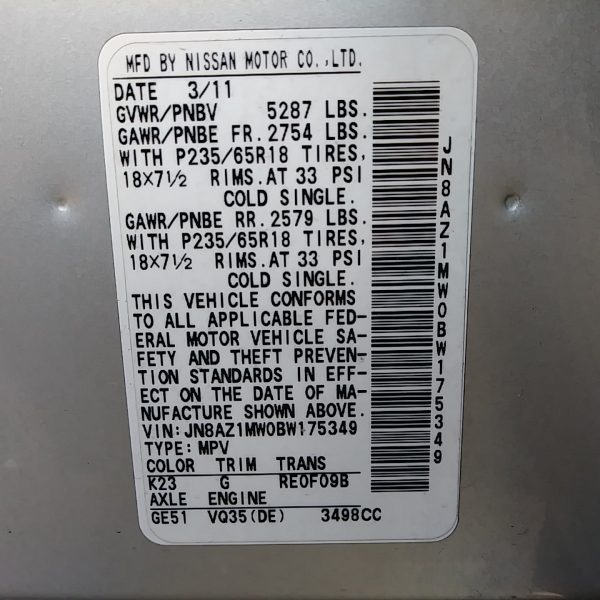 MFD BY NISSAN MOTOR CO.,LTD.
DATE 3/11
GVWR/PNBV 5287 LBS.
GAWR/PNBE FR.2754 LBS.
WITH P235/65R18 TIRES,
18×7½ RIMS.AT 33 PSI
COLD SINGLE.
GAWR/PNBE RR.2579 LBS.
WITH P235/65R18 TIRES,
18×7½ RIMS.AT 33 PSI
COLD SINGLE.
THIS VEHICLE CONFORMS
TO ALL APPLICABLE FED-
ERAL MOTOR VEHICLE SA-
FETY AND THEFT PREVEN-
TION STANDARDS IN EFF-
ECT ON THE DATE OF MA-
NUFACTURE SHOWN ABOVE.
VIN:JN8AZ1MW0BW175349
TYPE:MPV
COLOR TRIM TRANS
K23 G RE0F09B
AXLE ENGINE
GE51 VQ35(DE) 3498CC
JN8AZ1MW0BW175349